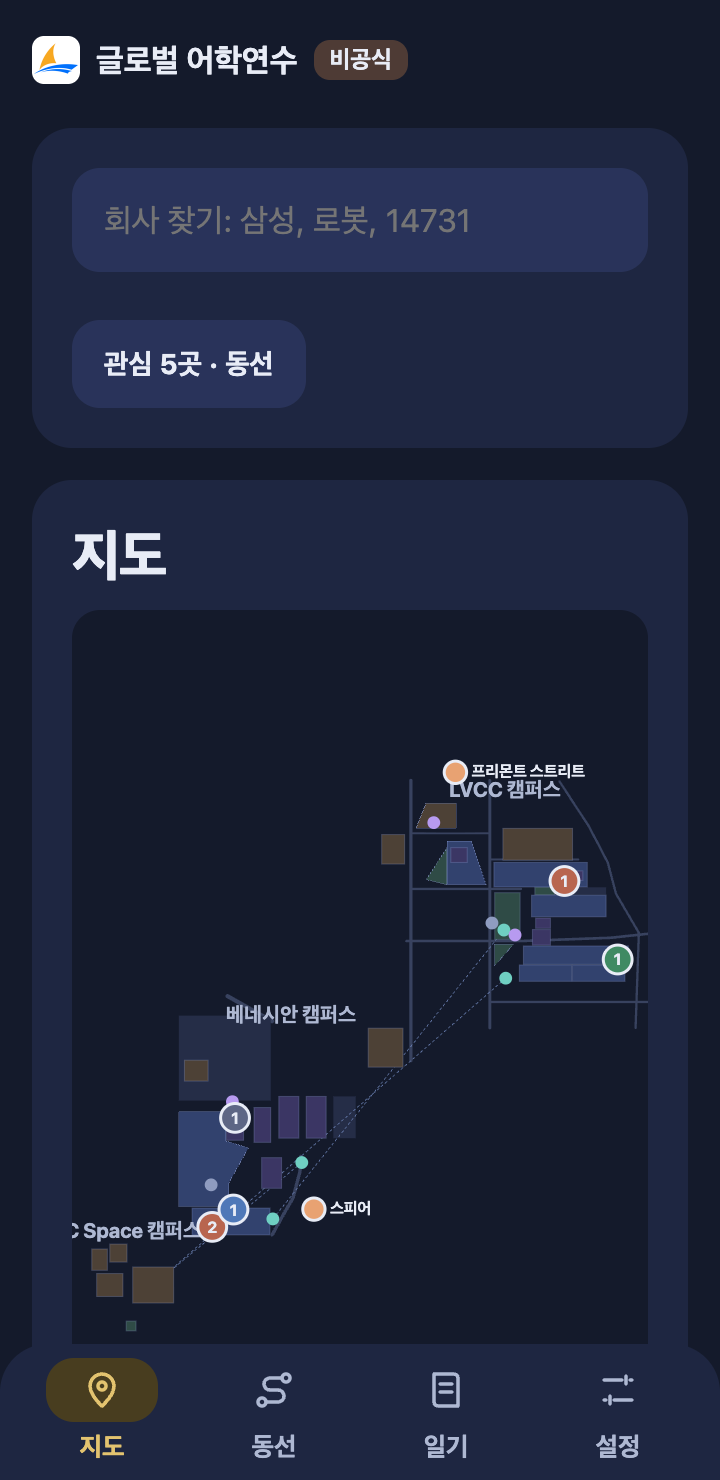 글로벌 어학연수 비공식
회사 찾기: 삼성, 로봇, 14731
관심 5곳 · 동선
지도
프리몬트 스트리트
LVCC 캠퍼스
1
1
베네시안 캠퍼스
1
스피어
1
C Space 캠퍼스
2
지도 동선 일기 설정